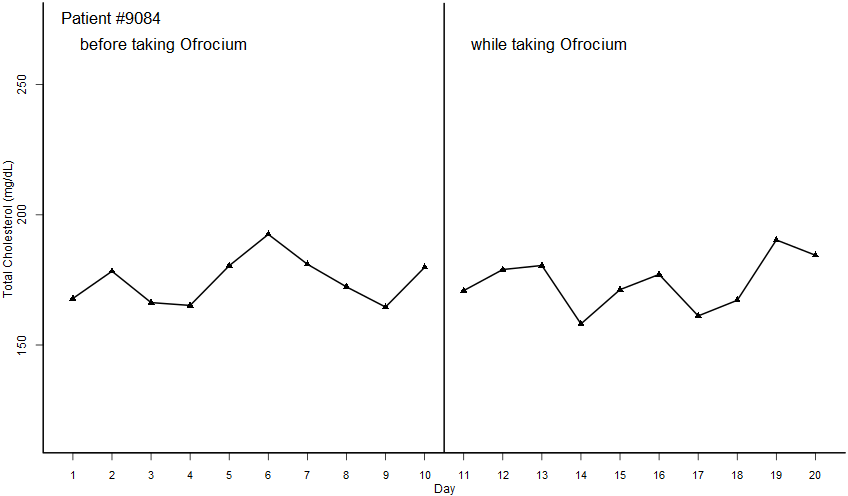 Patient #9084
before taking Ofrocium
while taking Ofrocium
Total Cholesterol (mg/dL)
250
200
150
1 2 3 4 5 6 7 8 9 10 11 12 13 14 15 16 17 18 19 20
Day